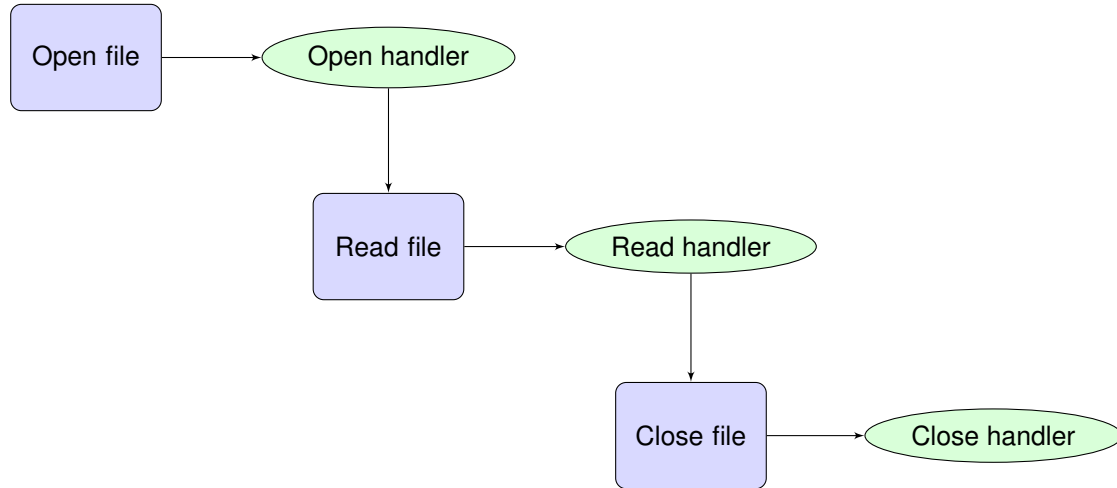 Open file
Open handler
Read file
Read handler
Close file
Close handler